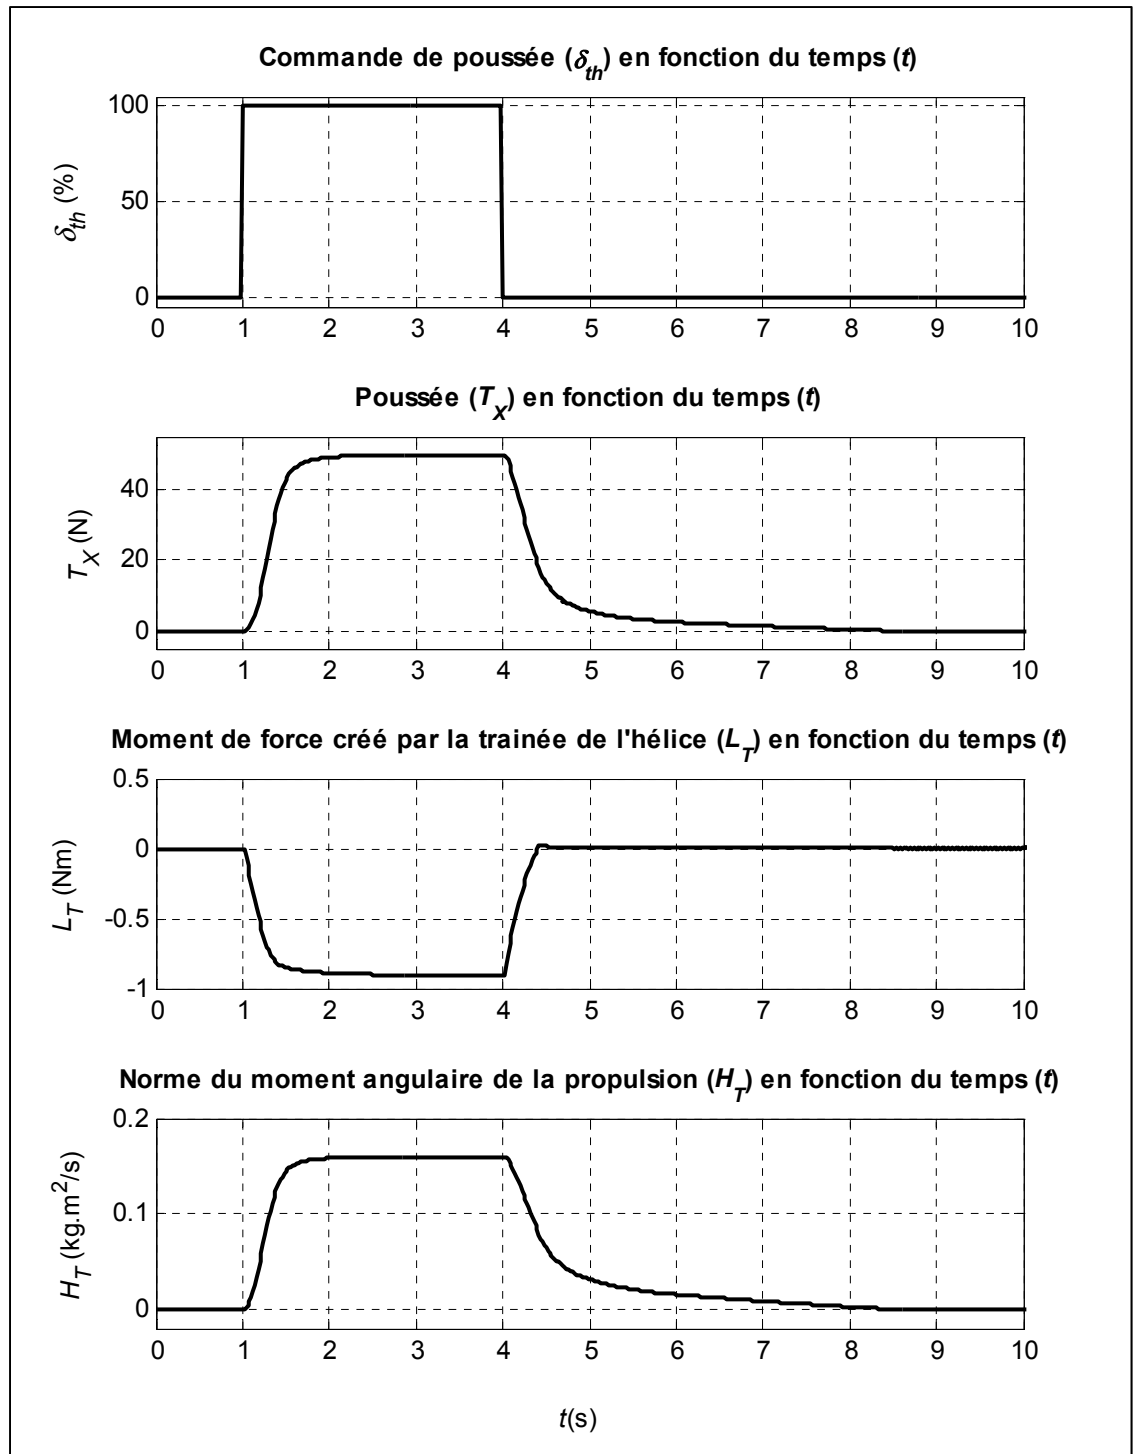 Commande de poussée (δth) en fonction du temps (t)
100
50
0
δth (%)
0 1 2 3 4 5 6 7 8 9 10
Poussée (TX) en fonction du temps (t)
40
20
0
TX (N)
0 1 2 3 4 5 6 7 8 9 10
Moment de force créé par la trainée de l'hélice (LT) en fonction du temps (t)
0.5
0
-0.5
-1
LT (Nm)
0 1 2 3 4 5 6 7 8 9 10
Norme du moment angulaire de la propulsion (HT) en fonction du temps (t)
0.2
0.1
0
HT (kg.m²/s)
0 1 2 3 4 5 6 7 8 9 10
t(s)